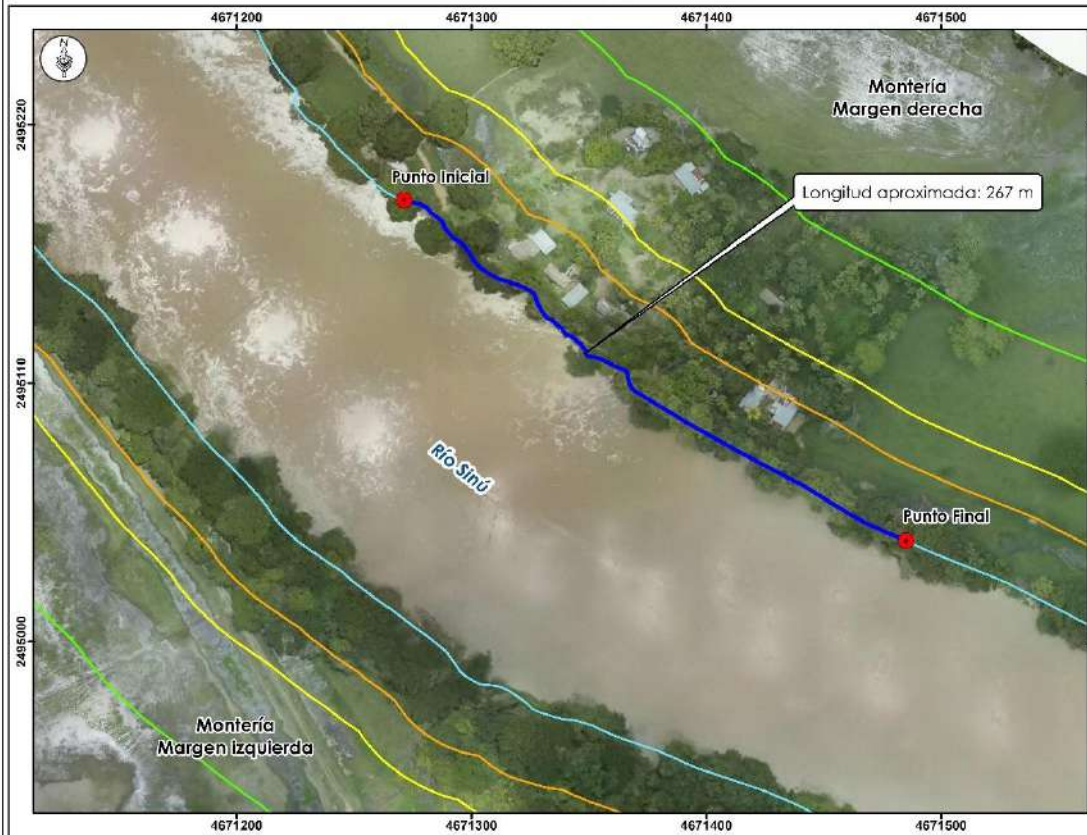 4671200 4671300 4671400 4671500
N
2495220
Montería
Margen derecha
Punto Inicial
Longitud aproximada: 267 m
2495110
Río Sinú
Punto Final
2495000
Montería
Margen izquierda
4671200 4671300 4671400 4671500